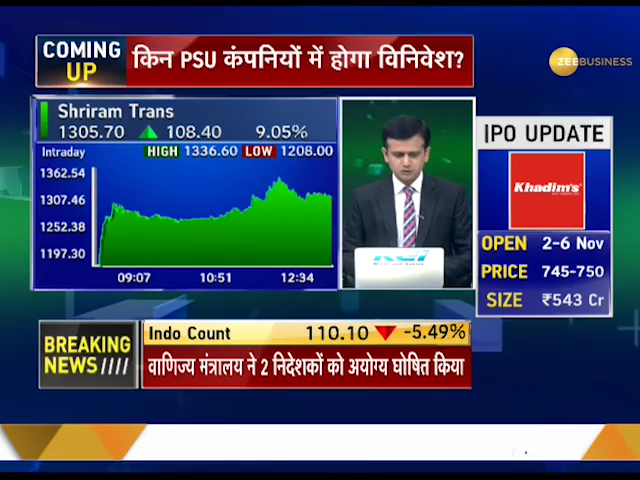 COMING UP
किन PSU कंपनियों में होगा विनिवेश?
ZEEBUSINESS
Shriram Trans
1305.70 108.40 9.05%
Intraday HIGH 1336.60 LOW 1208.00
1362.54
1307.46
1252.38
1197.30
09:07 10:51 12:34
IPO UPDATE
Khadim's
OPEN 2-6 Nov
PRICE 745-750
SIZE ₹543 Cr
BREAKING NEWS ////
Indo Count 110.10 -5.49%
वाणिज्य मंत्रालय ने 2 निदेशकों को अयोग्य घोषित किया